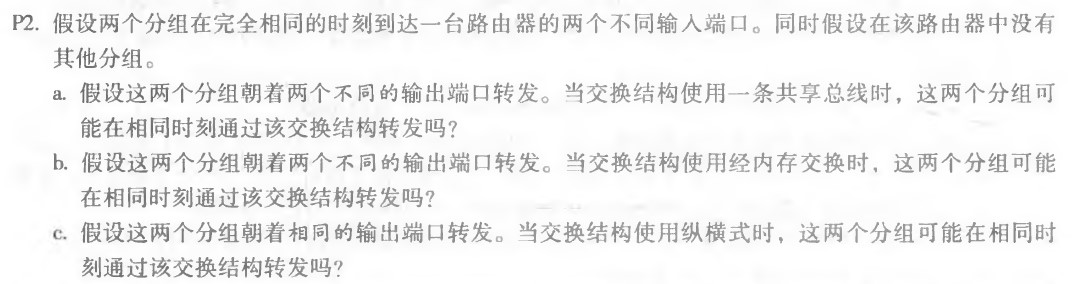 P2. 假设两个分组在完全相同的时刻到达一台路由器的两个不同输入端口。同时假设在该路由器中没有
其他分组。
a. 假设这两个分组朝着两个不同的输出端口转发。当交换结构使用一条共享总线时，这两个分组可
能在相同时刻通过该交换结构转发吗？
b. 假设这两个分组朝着两个不同的输出端口转发。当交换结构使用经内存交换时，这两个分组可能
在相同时刻通过该交换结构转发吗？
c. 假设这两个分组朝着相同的输出端口转发。当交换结构使用纵横式时，这两个分组可能在相同时
刻通过该交换结构转发吗？